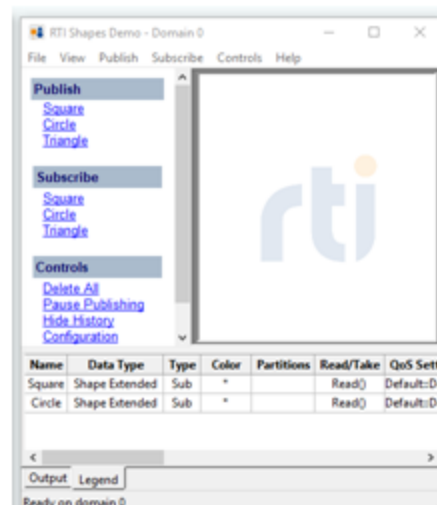 RTI Shapes Demo - Domain 0
File View Publish Subscribe Controls Help
Publish
Square
Circle
Triangle
Subscribe
Square
Circle
Triangle
Controls
Delete All
Pause Publishing
Hide History
Configuration
rti
Name Data Type Type Color Partitions Read/Take QoS Sett
Square Shape Extended Sub * Read() Default::D
Circle Shape Extended Sub * Read() Default::D
Output Legend
Ready on domain 0